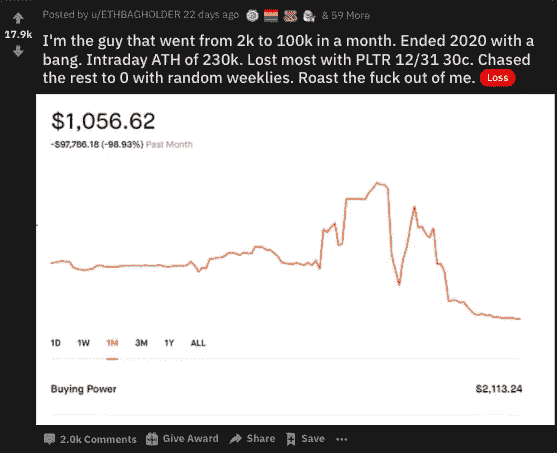 Posted by u/ETHBAGHOLDER 22 days ago & 59 More
17.9k
I'm the guy that went from 2k to 100k in a month. Ended 2020 with a
bang. Intraday ATH of 230k. Lost most with PLTR 12/31 30c. Chased
the rest to 0 with random weeklies. Roast the fuck out of me. Loss
$1,056.62
-$97,786.18 (-98.93%) Past Month
1D 1W 1M 3M 1Y ALL
Buying Power $2,113.24
2.0k Comments Give Award Share Save ...